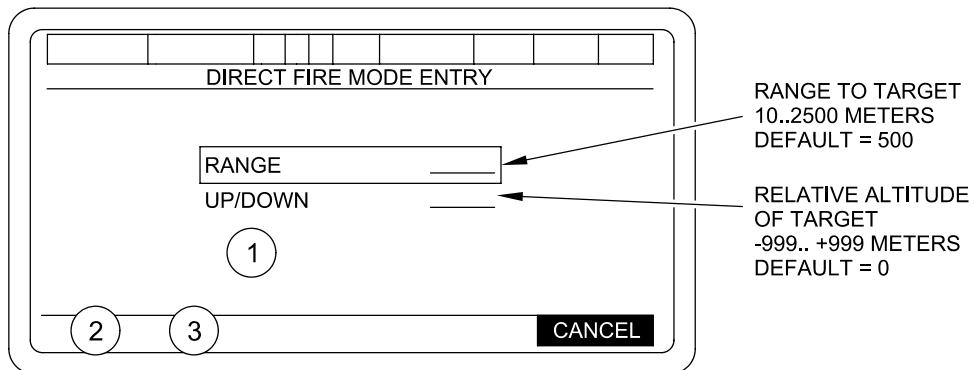 DIRECT FIRE MODE ENTRY
RANGE
UP/DOWN
1
2
3
CANCEL
RANGE TO TARGET
10..2500 METERS
DEFAULT = 500
RELATIVE ALTITUDE
OF TARGET
-999.. +999 METERS
DEFAULT = 0